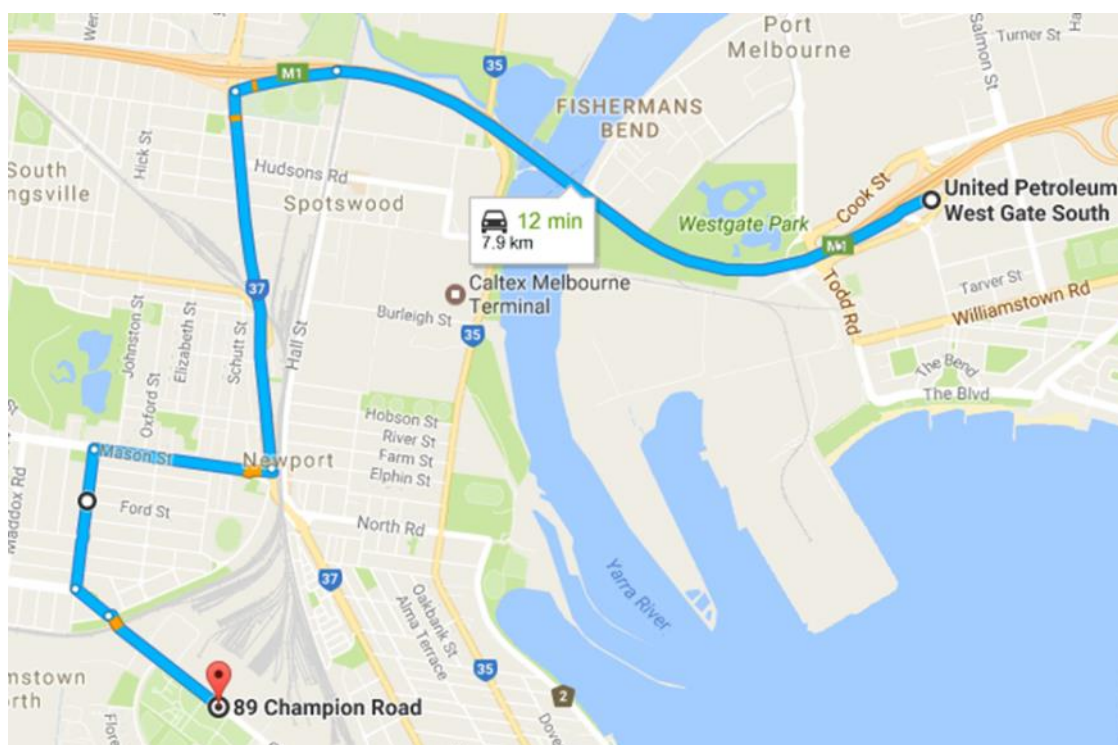 Port
Melbourne
Turner St
Salmon St
M1
35
FISHERMANS
BEND
Hick St
South
ngsville
Hudsons Rd
Spotswood
12 min
7.9 km
Westgate Park
Cook St
United Petroleum
West Gate South
M1
Todd Rd
Tarver St
Williamstown Rd
Caltex Melbourne
Terminal
37
Johnston St
Elizabeth St
Schutt St
Hall St
Burleigh St
35
The Bend
The Blvd
Oxford St
Hobson St
River St
Farm St
Elphin St
Mason St
Newport
Maddox Rd
Ford St
North Rd
37
Oakbank St
Alma Terrace
Yarra River
35
2
mstown
orth
89 Champion Road
Flore
Dove